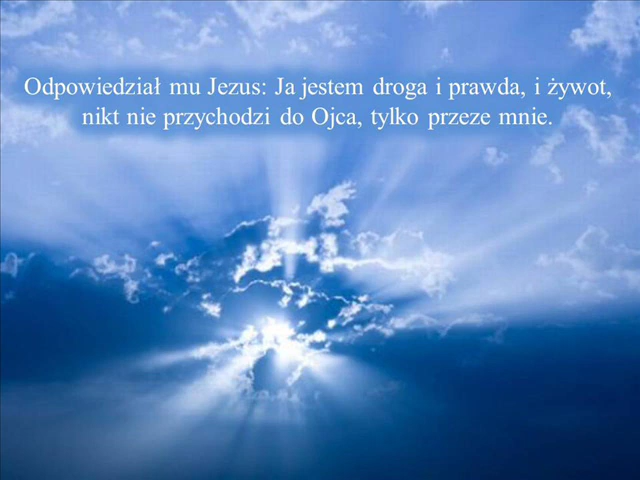 Odpowiedział mu Jezus: Ja jestem droga i prawda, i żywot,
nikt nie przychodzi do Ojca, tylko przeze mnie.